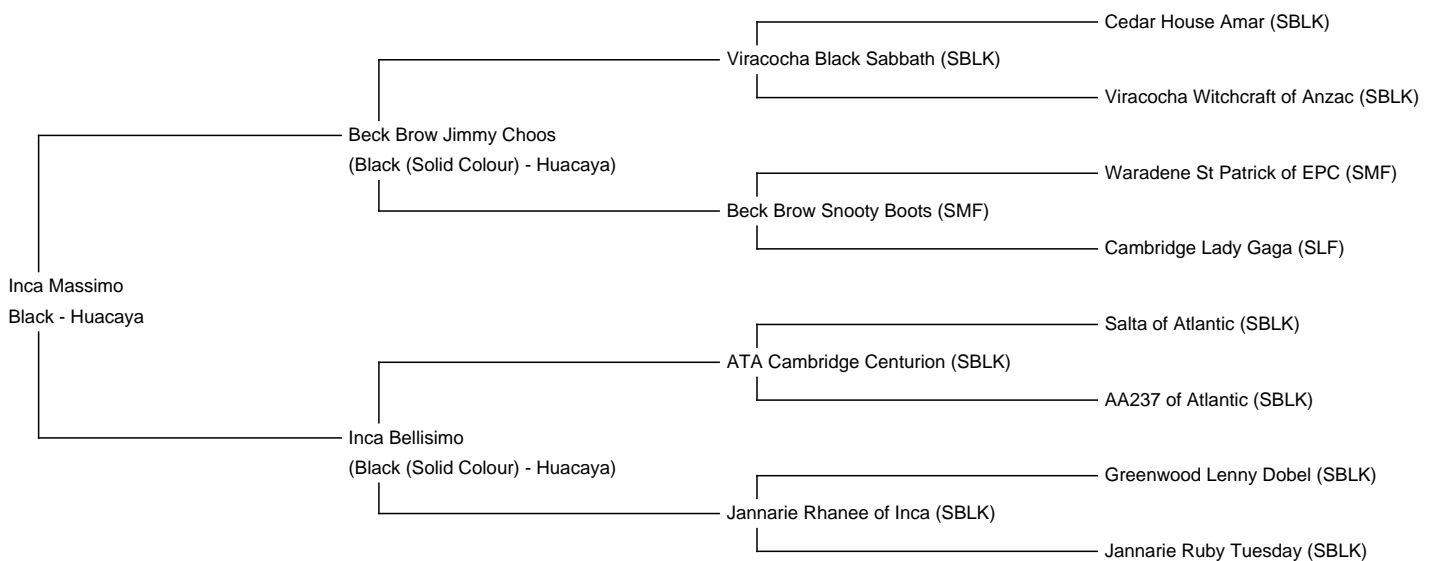 Cedar House Amar (SBLK)
Viracocha Black Sabbath (SBLK)
Viracocha Witchcraft of Anzac (SBLK)
Beck Brow Jimmy Choos
(Black (Solid Colour) - Huacaya)
Waradene St Patrick of EPC (SMF)
Beck Brow Snooty Boots (SMF)
Cambridge Lady Gaga (SLF)
Inca Massimo
Black - Huacaya
Salta of Atlantic (SBLK)
ATA Cambridge Centurion (SBLK)
AA237 of Atlantic (SBLK)
Inca Bellisimo
(Black (Solid Colour) - Huacaya)
Greenwood Lenny Dobel (SBLK)
Jannarie Rhanee of Inca (SBLK)
Jannarie Ruby Tuesday (SBLK)